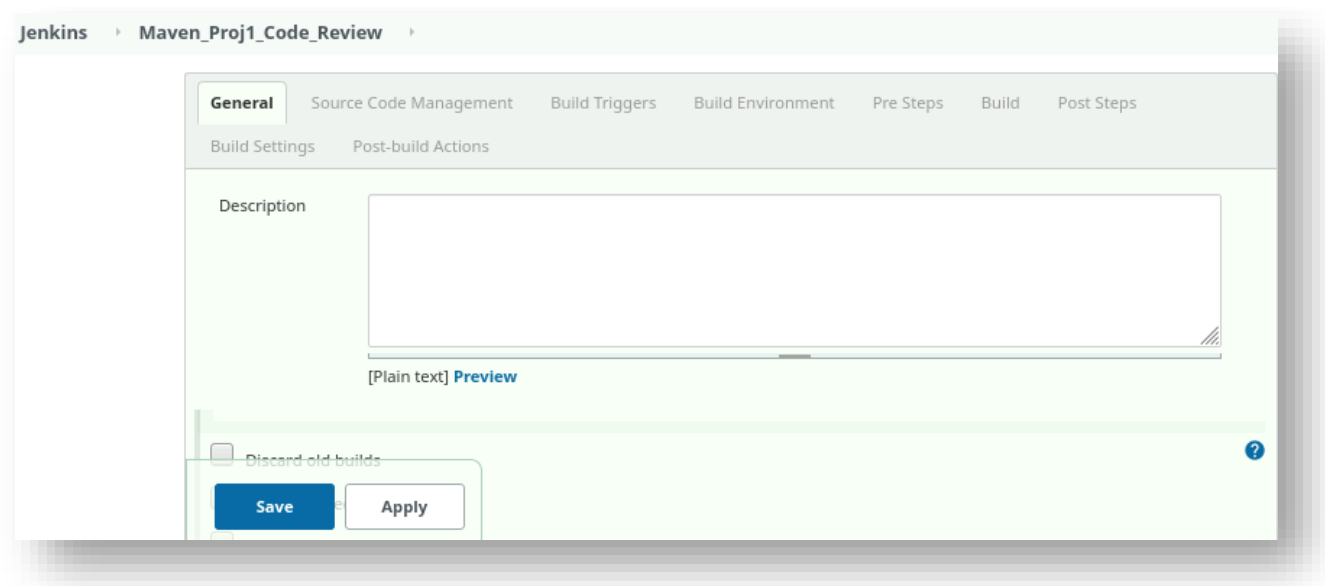 Jenkins Maven_Proj1_Code_Review
General Source Code Management Build Triggers Build Environment Pre Steps Build Post Steps
Build Settings Post-build Actions
Description
[Plain text] Preview
Discard old builds
?
Save Apply